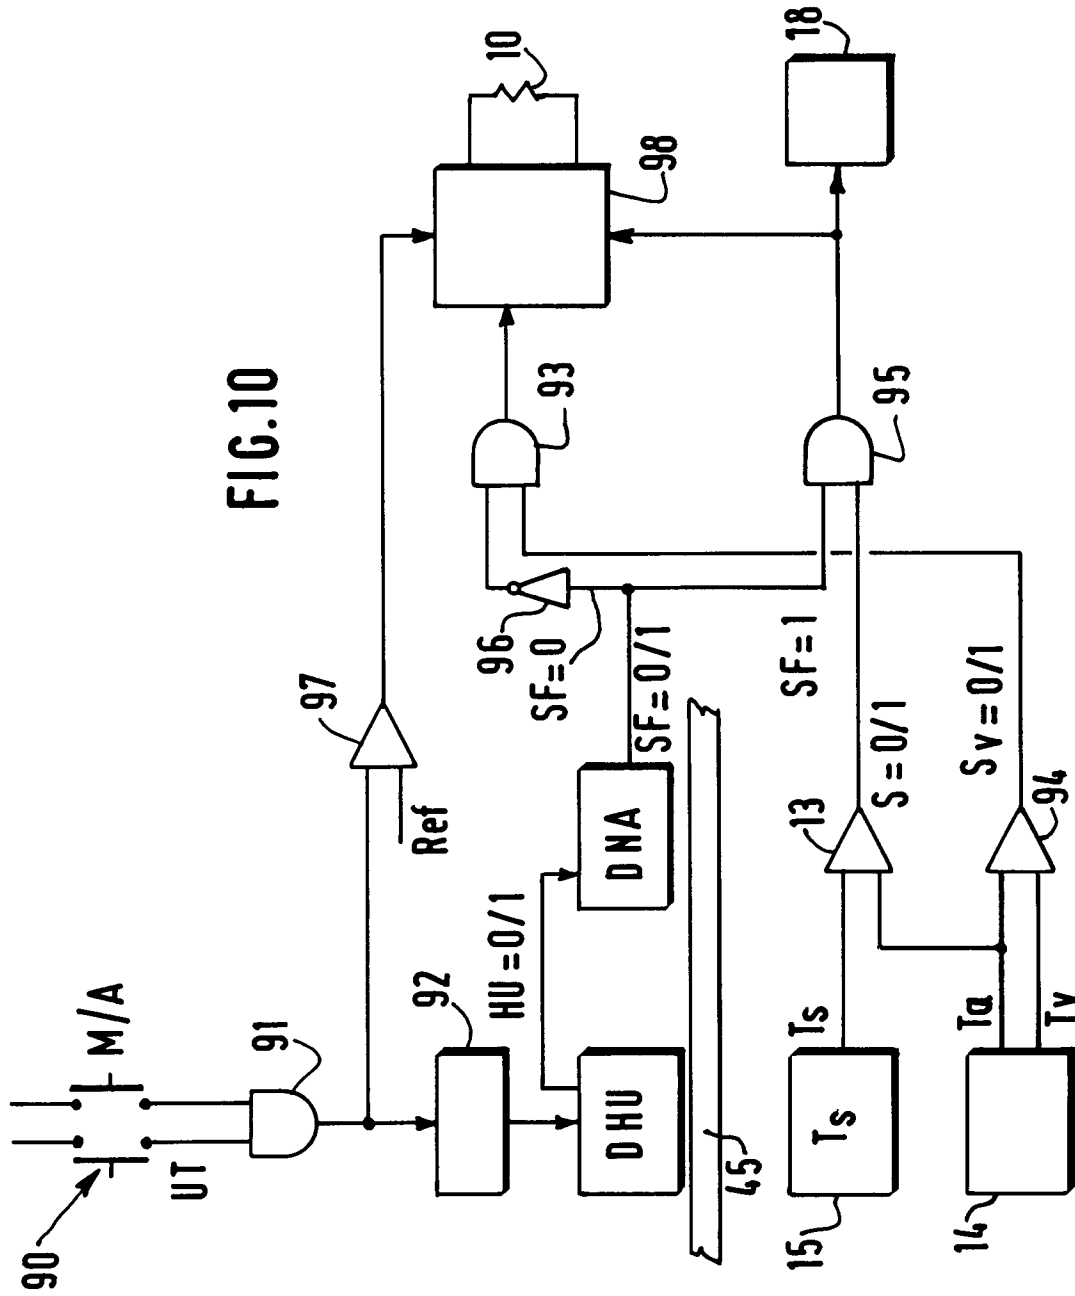 FIG.10
90
UT
M/A
91
92
97
Ref
HU=0/1
DHU
DNA
SF=0/1
SF=0
96
93
10
98
45
SF=1
95
18
15
Ts
Ts
13
S=0/1
14
Ta
Tv
94
Sv=0/1